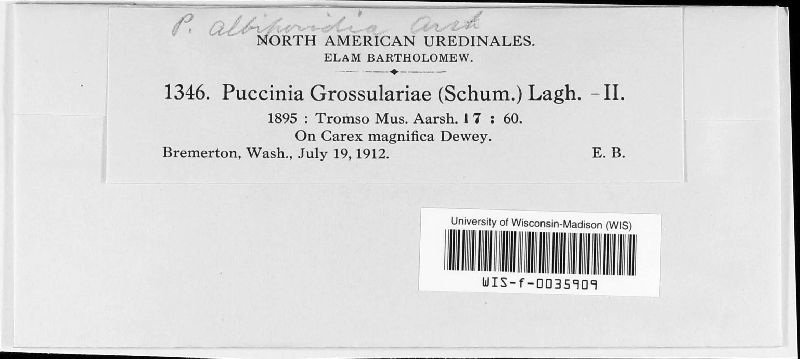 P. albiperidia Arth
NORTH AMERICAN UREDINALES.
ELAM BARTHOLOMEW.
1346. Puccinia Grossulariae (Schum.) Lagh. – II.
1895 : Tromso Mus. Aarsh. 17 : 60.
On Carex magnifica Dewey.
Bremerton, Wash., July 19, 1912. E. B.
University of Wisconsin-Madison (WIS)
WIS-f-0035909